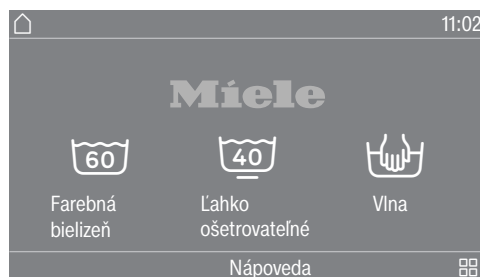 11:02
Miele
60
40
Farebná
bielizeň
Ľahko
ošetrovateľné
Vlna
Nápoveda